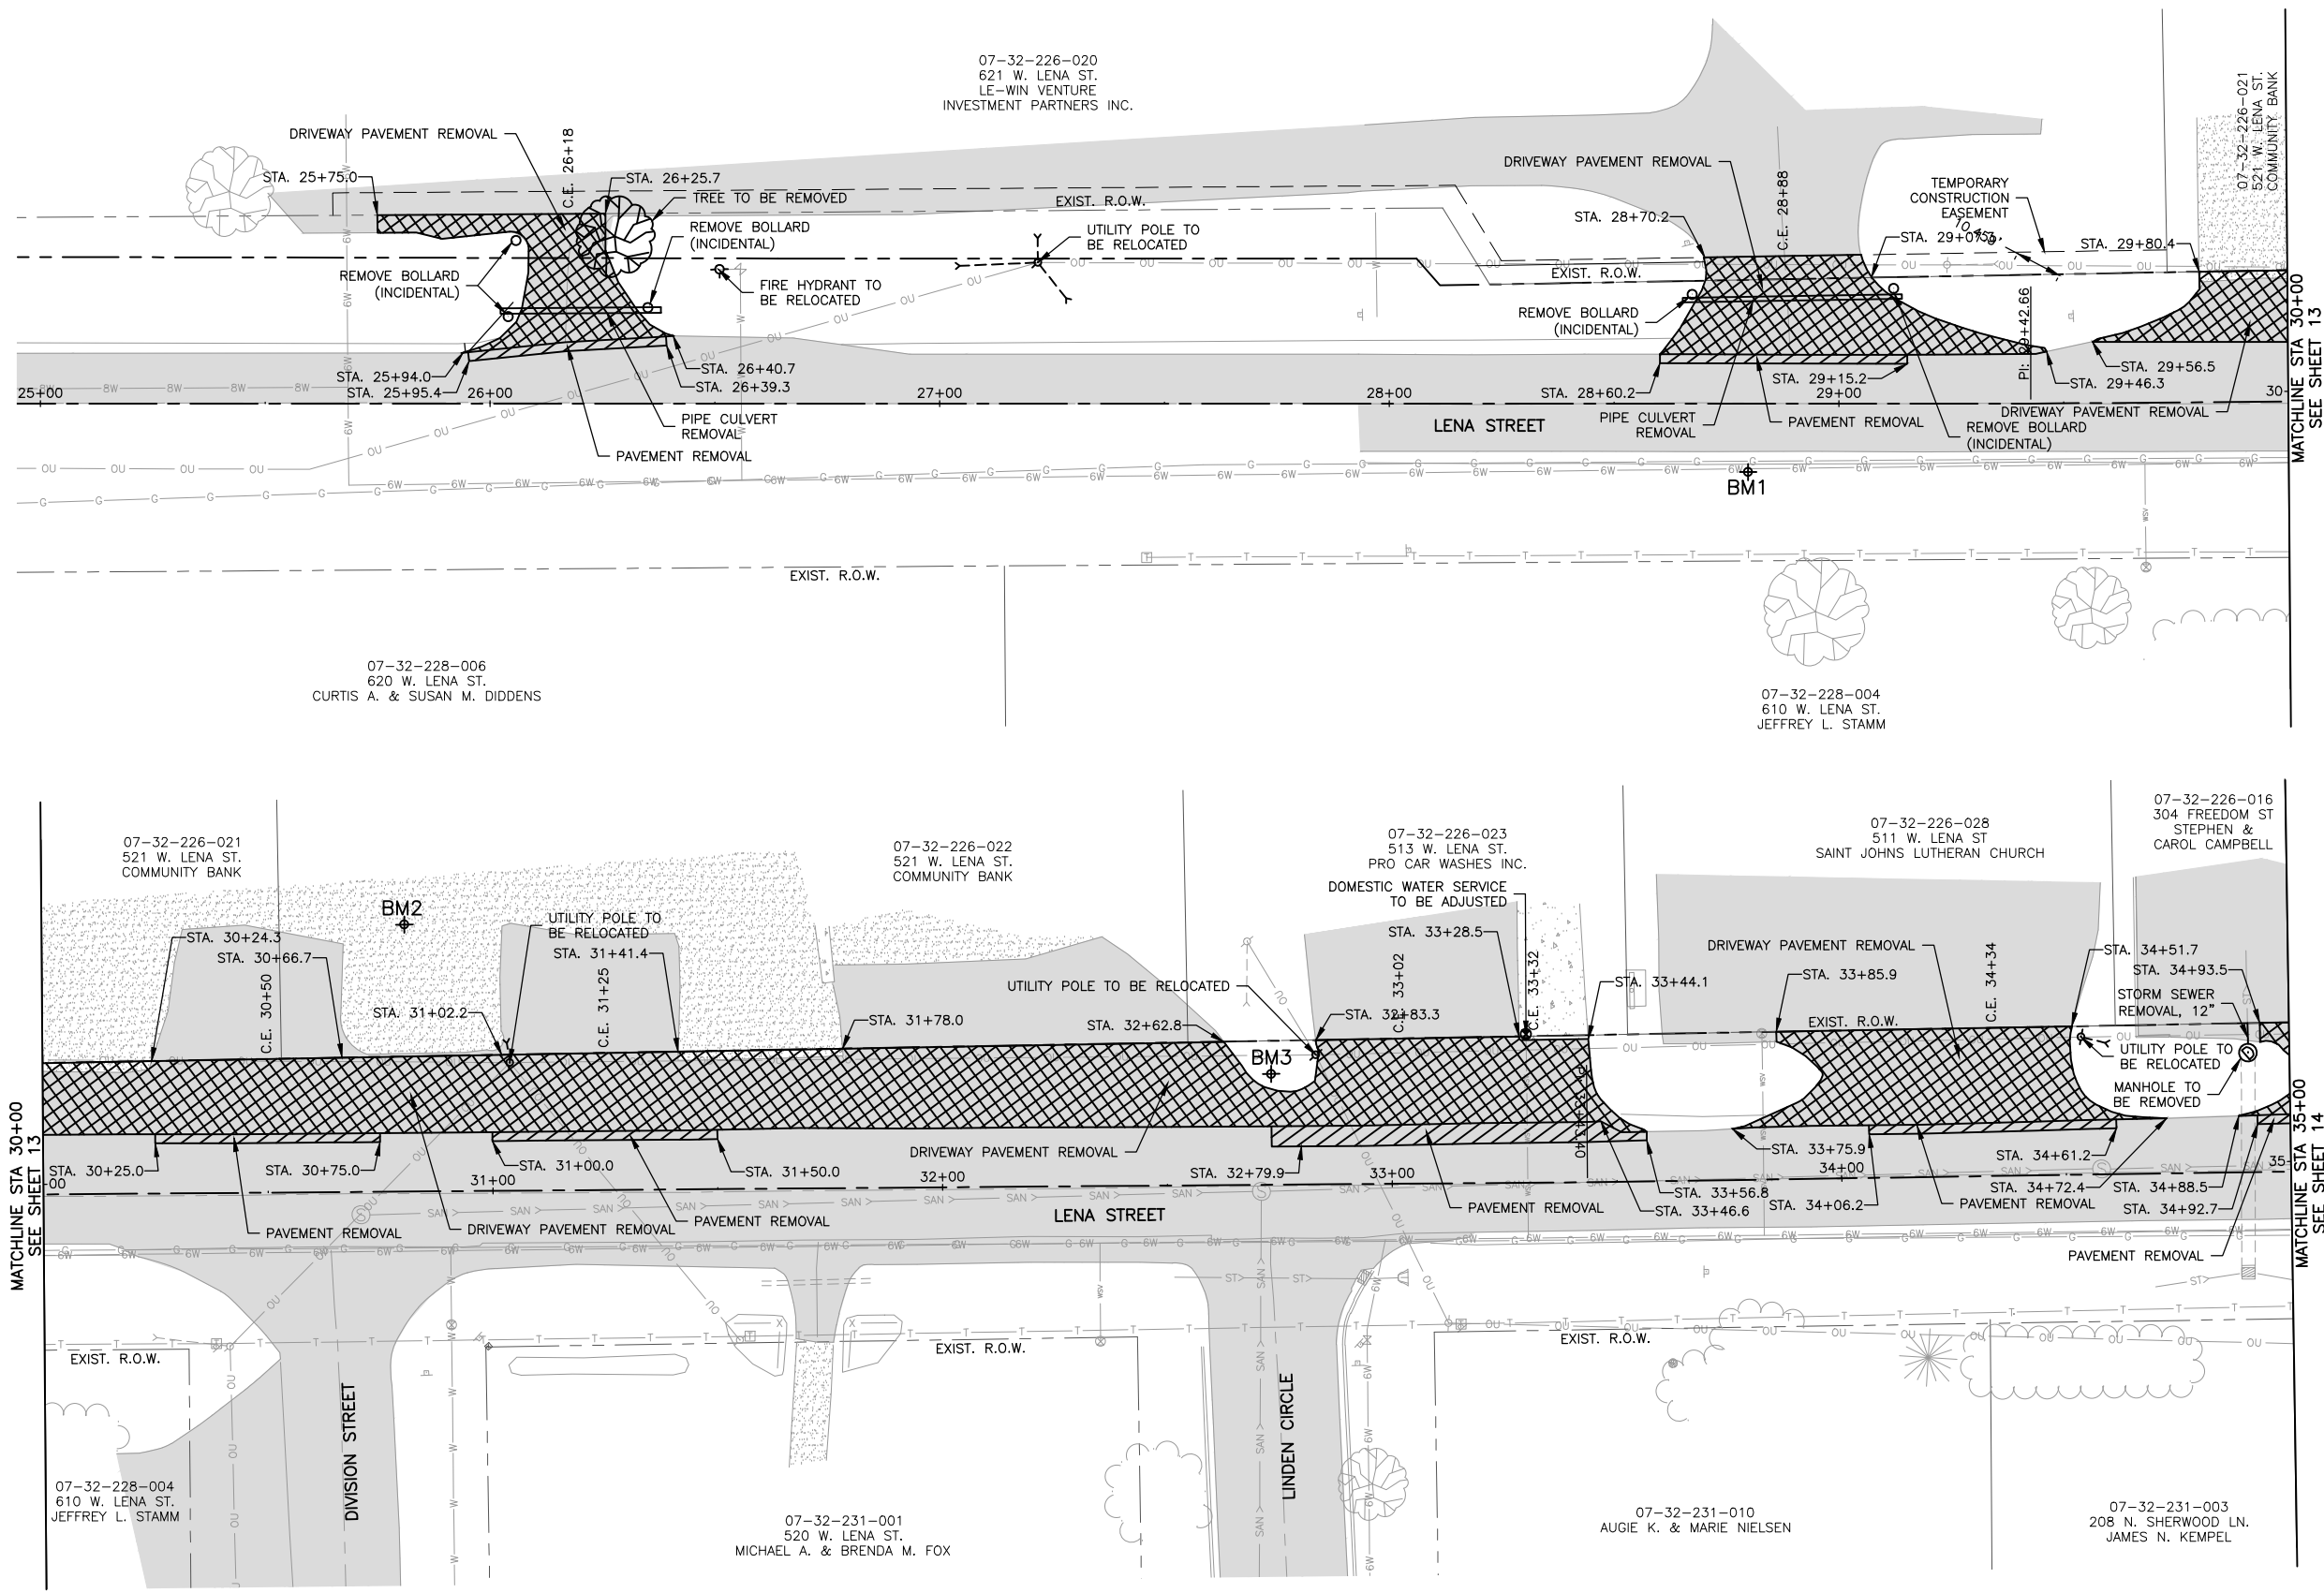 07-32-226-020
621 W. LENA ST.
LE-WIN VENTURE
INVESTMENT PARTNERS INC.
07-32-226-021
521 W. LENA ST.
COMMUNITY BANK
DRIVEWAY PAVEMENT REMOVAL
C.E. 26+18
STA. 25+75.0
STA. 26+25.7
TREE TO BE REMOVED
REMOVE BOLLARD
(INCIDENTAL)
REMOVE BOLLARD
(INCIDENTAL)
FIRE HYDRANT TO
BE RELOCATED
UTILITY POLE TO
BE RELOCATED
EXIST. R.O.W.
DRIVEWAY PAVEMENT REMOVAL
C.E. 28+88
STA. 28+70.2
EXIST. R.O.W.
TEMPORARY
CONSTRUCTION
EASEMENT
STA. 29+07.3
STA. 29+80.4
REMOVE BOLLARD
(INCIDENTAL)
PI: 29+42.66
MATCHLINE STA 30+00
SEE SHEET 13
STA. 25+94.0
STA. 25+95.4
STA. 26+40.7
STA. 26+39.3
PIPE CULVERT
REMOVAL
PAVEMENT REMOVAL
25+00
26+00
27+00
28+00
29+00
30
STA. 28+60.2
STA. 29+15.2
STA. 29+46.3
STA. 29+56.5
LENA STREET
PIPE CULVERT
REMOVAL
PAVEMENT REMOVAL
REMOVE BOLLARD
(INCIDENTAL)
DRIVEWAY PAVEMENT REMOVAL
BM1
EXIST. R.O.W.
07-32-228-006
620 W. LENA ST.
CURTIS A. & SUSAN M. DIDDENS
07-32-228-004
610 W. LENA ST.
JEFFREY L. STAMM
MATCHLINE STA 30+00
SEE SHEET 13
07-32-226-021
521 W. LENA ST.
COMMUNITY BANK
07-32-226-022
521 W. LENA ST.
COMMUNITY BANK
07-32-226-023
513 W. LENA ST.
PRO CAR WASHES INC.
07-32-226-028
511 W. LENA ST
SAINT JOHNS LUTHERAN CHURCH
07-32-226-016
304 FREEDOM ST
STEPHEN &
CAROL CAMPBELL
BM2
STA. 30+24.3
STA. 30+66.7
C.E. 30+50
STA. 31+02.2
UTILITY POLE TO
BE RELOCATED
STA. 31+41.4
C.E. 31+25
STA. 31+78.0
UTILITY POLE TO BE RELOCATED
STA. 32+62.8
BM3
STA. 32+83.3
C.E. 33+02
DOMESTIC WATER SERVICE
TO BE ADJUSTED
STA. 33+28.5
C.E. 33+32
STA. 33+44.1
STA. 33+85.9
DRIVEWAY PAVEMENT REMOVAL
EXIST. R.O.W.
C.E. 34+34
STA. 34+51.7
STA. 34+93.5
STORM SEWER
REMOVAL, 12"
UTILITY POLE TO
BE RELOCATED
MANHOLE TO
BE REMOVED
MATCHLINE STA 35+00
SEE SHEET 14
STA. 30+25.0
STA. 30+75.0
STA. 31+00.0
STA. 31+50.0
DRIVEWAY PAVEMENT REMOVAL
STA. 32+79.9
STA. 33+56.8
STA. 33+46.6
STA. 33+75.9
STA. 34+06.2
STA. 34+61.2
STA. 34+72.4
STA. 34+88.5
STA. 34+92.7
00
31+00
32+00
33+00
34+00
35
PAVEMENT REMOVAL
DRIVEWAY PAVEMENT REMOVAL
PAVEMENT REMOVAL
LENA STREET
PAVEMENT REMOVAL
PAVEMENT REMOVAL
PAVEMENT REMOVAL
EXIST. R.O.W.
EXIST. R.O.W.
EXIST. R.O.W.
DIVISION STREET
LINDEN CIRCLE
07-32-228-004
610 W. LENA ST.
JEFFREY L. STAMM
07-32-231-001
520 W. LENA ST.
MICHAEL A. & BRENDA M. FOX
07-32-231-010
AUGIE K. & MARIE NIELSEN
07-32-231-003
208 N. SHERWOOD LN.
JAMES N. KEMPEL